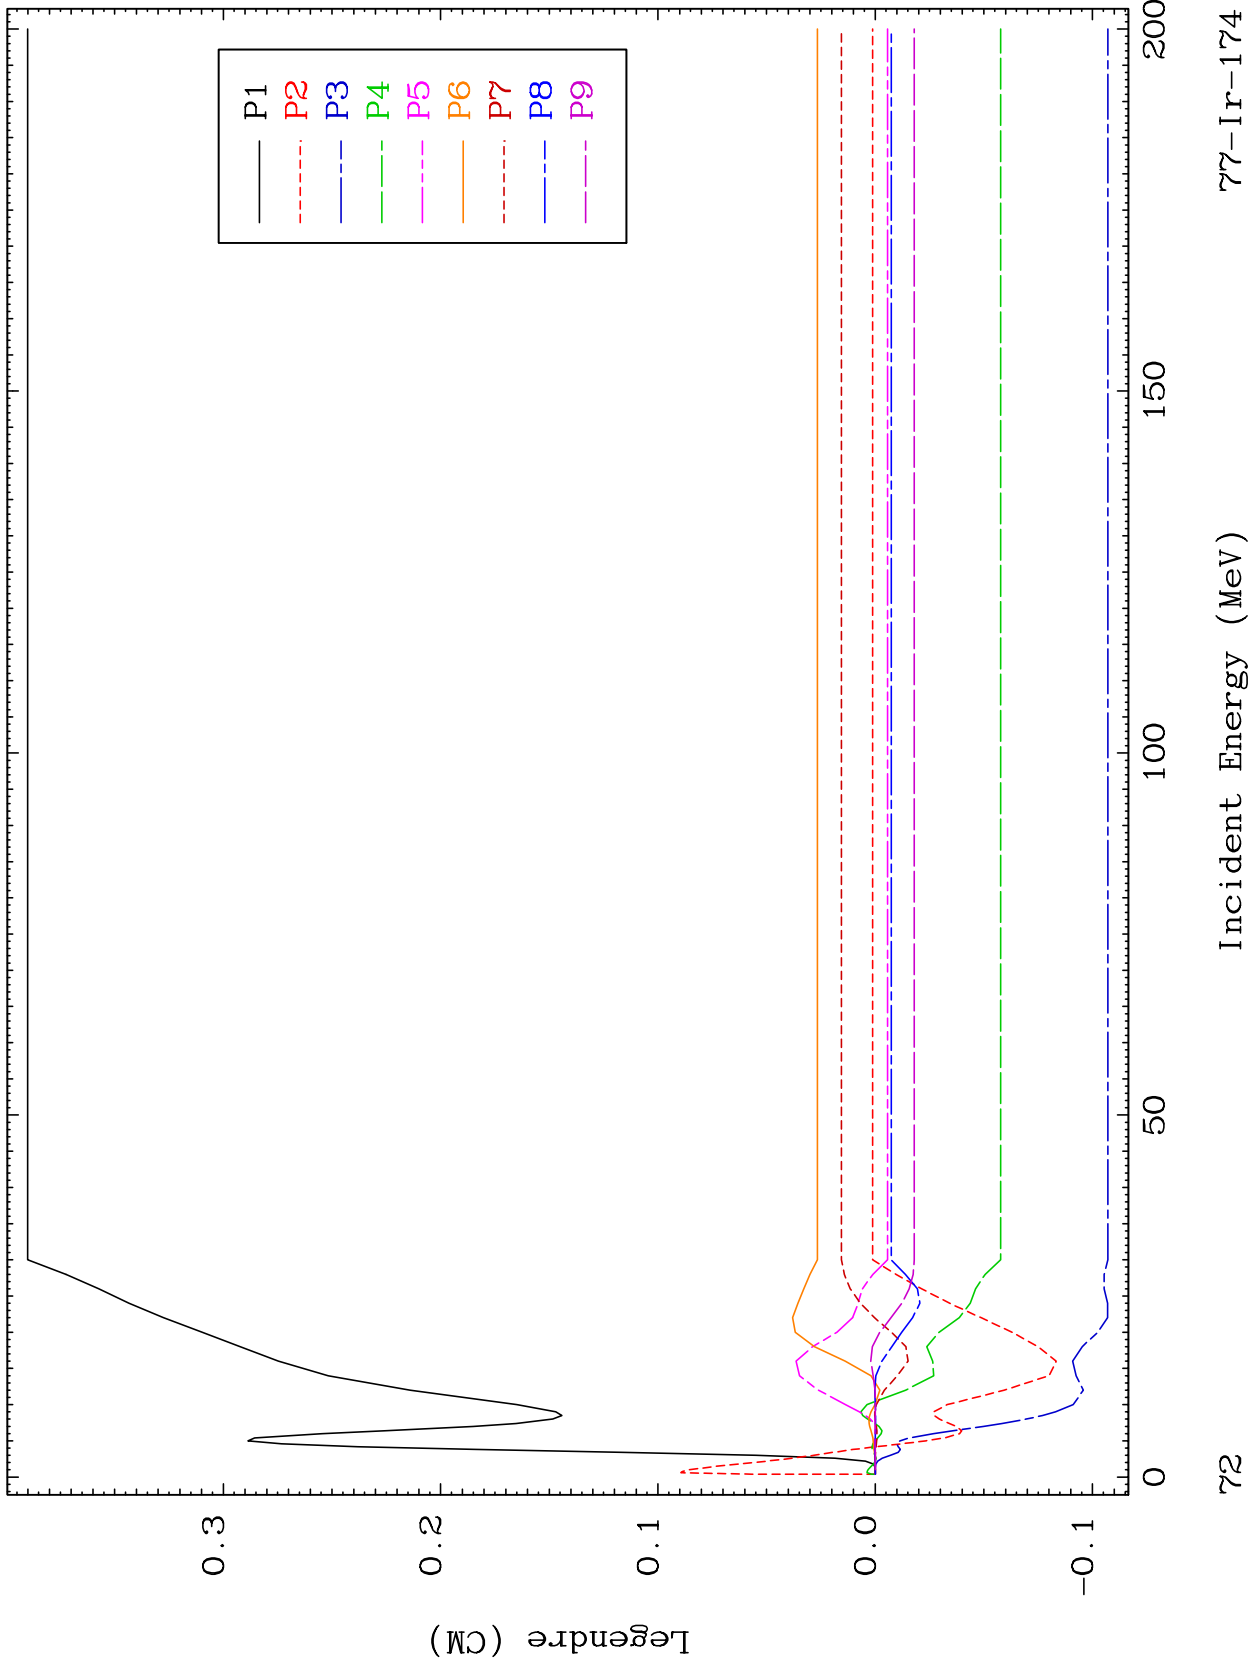 P1
P2
P3
P4
P5
P6
P7
P8
P9
0.3
0.2
0.1
0.0
-0.1
Legendre (CM)
0
50
100
150
200
Incident Energy (MeV)
72
77-Ir-174